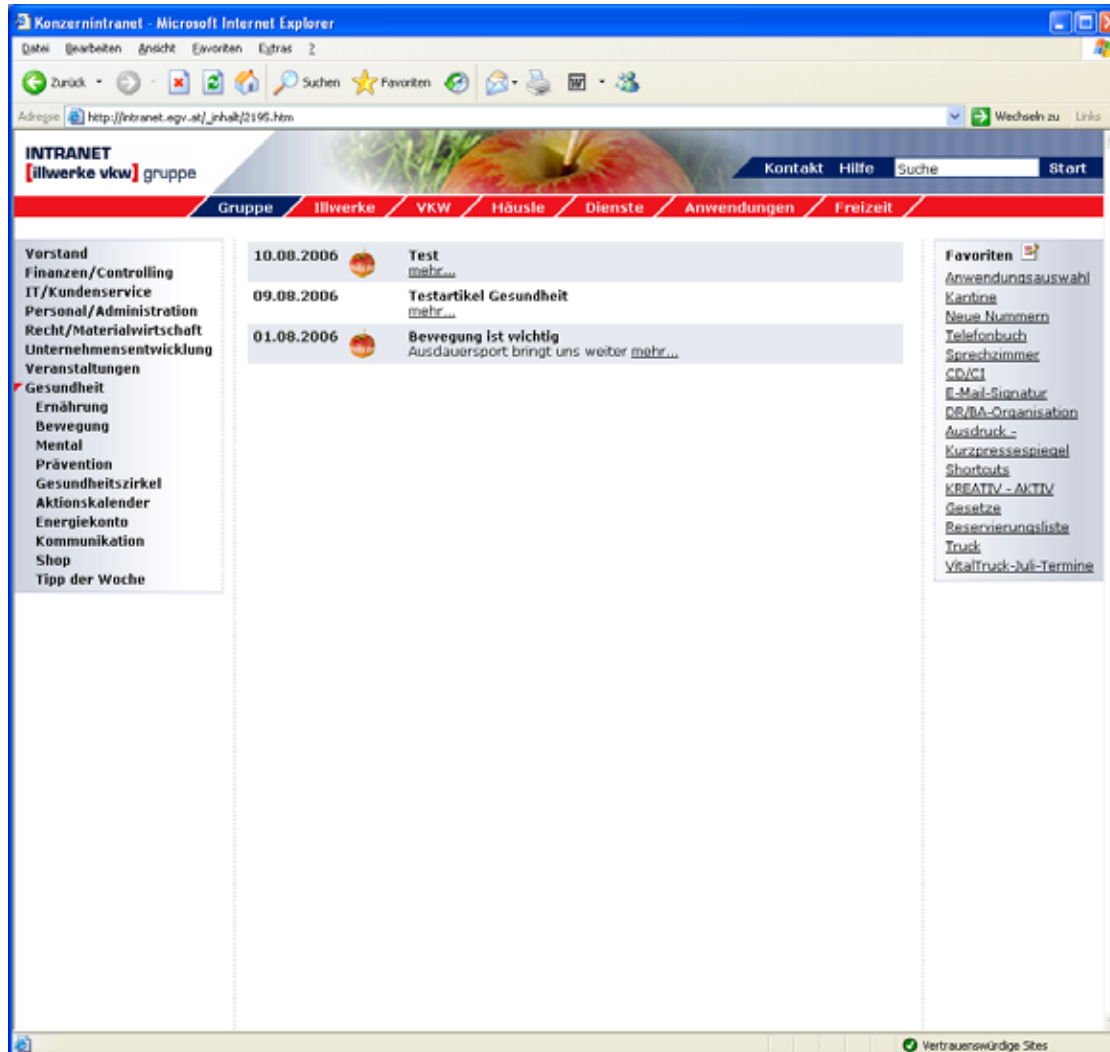 Konzernintranet - Microsoft Internet Explorer
Datei Bearbeiten Ansicht Favoriten Extras ?
Zurück Suchen Favoriten
Adresse http://intranet.egv.at/_inhalt/2195.htm Wechseln zu Links
INTRANET
[illwerke vkw] gruppe
Kontakt Hilfe Suche Start
Gruppe Illwerke VKW Häusle Dienste Anwendungen Freizeit
Vorstand
Finanzen/Controlling
IT/Kundenservice
Personal/Administration
Recht/Materialwirtschaft
Unternehmensentwicklung
Veranstaltungen
Gesundheit
Ernährung
Bewegung
Mental
Prävention
Gesundheitszirkel
Aktionskalender
Energiekonto
Kommunikation
Shop
Tipp der Woche
10.08.2006 Test
mehr...
09.08.2006 Testartikel Gesundheit
mehr...
01.08.2006 Bewegung ist wichtig
Ausdauersport bringt uns weiter mehr...
Favoriten
Anwendungsauswahl
Kantine
Neue Nummern
Telefonbuch
Sprechzimmer
CD/CI
E-Mail-Signatur
DR/BA-Organisation
Ausdruck -
Kurzpressespiegel
Shortcuts
KREATIV - AKTIV
Gesetze
Reservierungsliste
Truck
VitalTruck-Juli-Termine
Vertrauenswürdige Sites